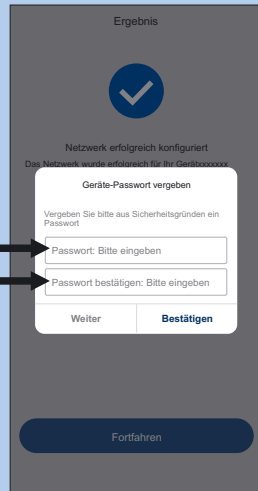 Ergebnis
Netzwerk erfolgreich konfiguriert
Das Netzwerk wurde erfolgreich für Ihr Gerätxxxxxxx
Geräte-Passwort vergeben
Vergeben Sie bitte aus Sicherheitsgründen ein
Passwort
Passwort: Bitte eingeben
Passwort bestätigen: Bitte eingeben
Weiter
Bestätigen
Fortfahren